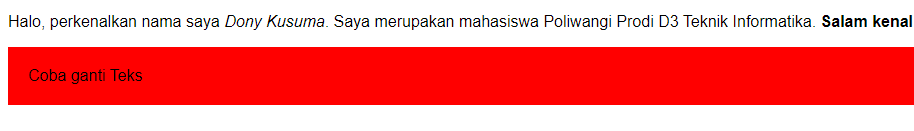 Halo, perkenalkan nama saya Dony Kusuma. Saya merupakan mahasiswa Poliwangi Prodi D3 Teknik Informatika. Salam kenal
Coba ganti Teks